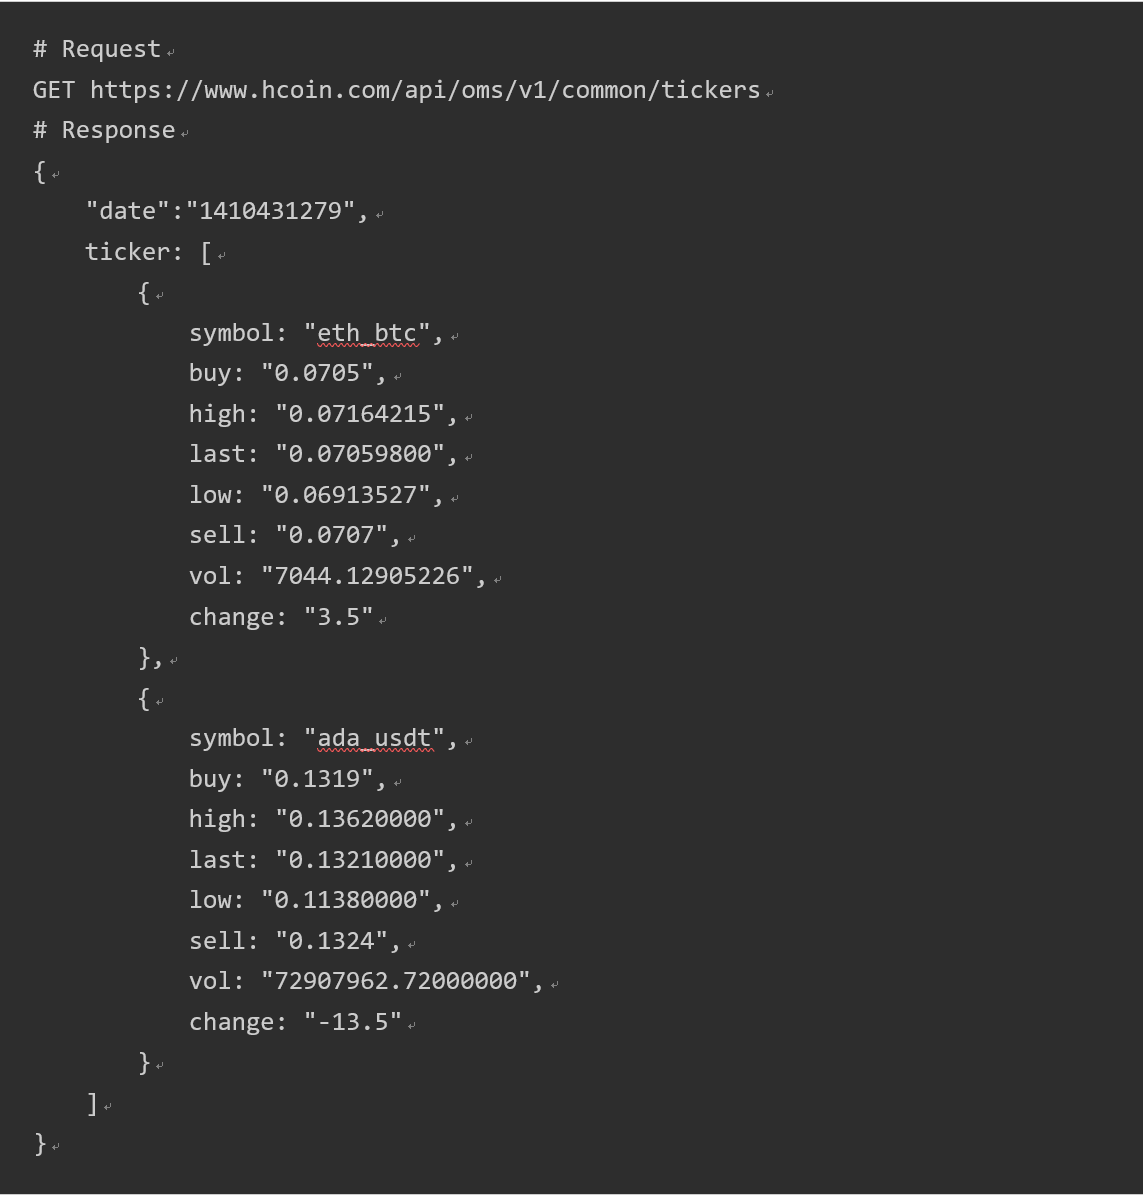 # Request
GET https://www.hcoin.com/api/oms/v1/common/tickers
# Response
{
"date":"1410431279",
ticker: [
{
symbol: "eth_btc",
buy: "0.0705",
high: "0.07164215",
last: "0.07059800",
low: "0.06913527",
sell: "0.0707",
vol: "7044.12905226",
change: "3.5"
},
{
symbol: "ada_usdt",
buy: "0.1319",
high: "0.13620000",
last: "0.13210000",
low: "0.11380000",
sell: "0.1324",
vol: "72907962.72000000",
change: "-13.5"
}
]
}